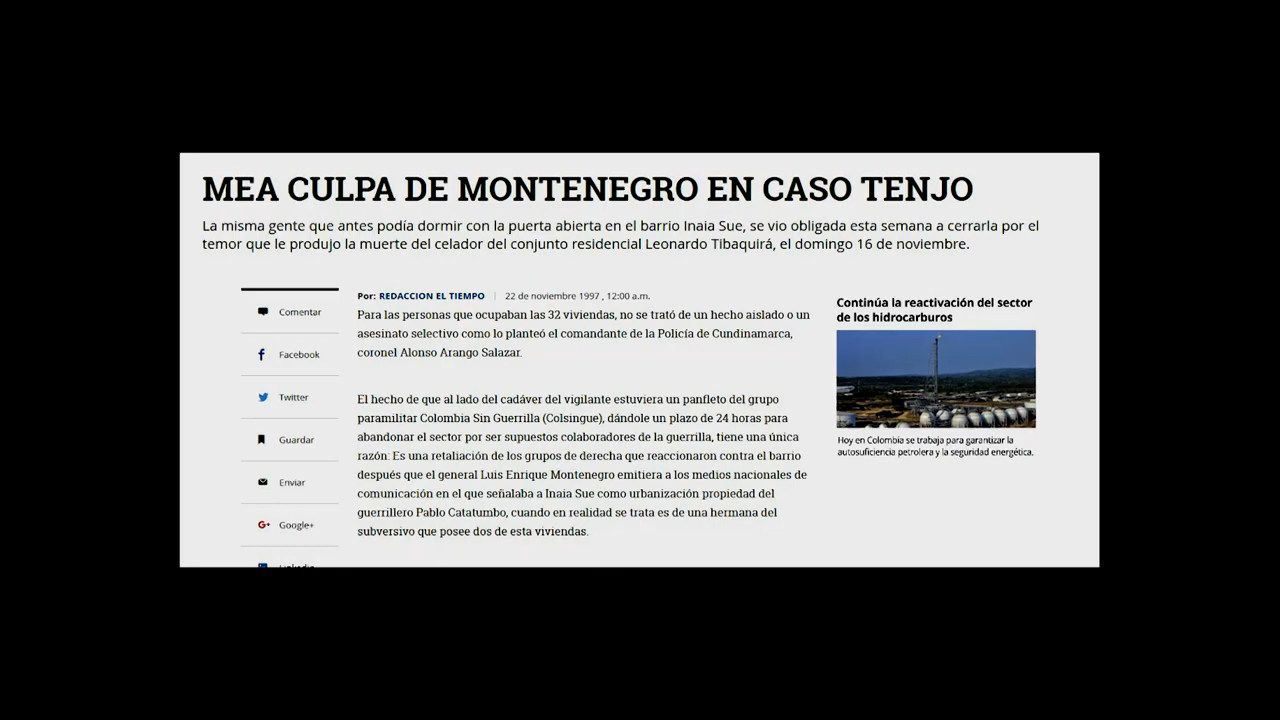 MEA CULPA DE MONTENEGRO EN CASO TENJO
La misma gente que antes podía dormir con la puerta abierta en el barrio Inaia Sue, se vio obligada esta semana a cerrarla por el
temor que le produjo la muerte del celador del conjunto residencial Leonardo Tibaquirá, el domingo 16 de noviembre.
Comentar
Facebook
Twitter
Guardar
Enviar
Google+
Linkedin
Por: REDACCION EL TIEMPO | 22 de noviembre 1997 , 12:00 a.m.
Para las personas que ocupaban las 32 viviendas, no se trató de un hecho aislado o un
asesinato selectivo como lo planteó el comandante de la Policía de Cundinamarca,
coronel Alonso Arango Salazar.
El hecho de que al lado del cadáver del vigilante estuviera un panfleto del grupo
paramilitar Colombia Sin Guerrilla (Colsingue), dándole un plazo de 24 horas para
abandonar el sector por ser supuestos colaboradores de la guerrilla, tiene una única
razón: Es una retaliación de los grupos de derecha que reaccionaron contra el barrio
después que el general Luis Enrique Montenegro emitiera a los medios nacionales de
comunicación en el que señalaba a Inaia Sue como urbanización propiedad del
guerrillero Pablo Catatumbo, cuando en realidad se trata es de una hermana del
subversivo que posee dos de esta viviendas.
Continúa la reactivación del sector
de los hidrocarburos
Hoy en Colombia se trabaja para garantizar la
autosuficiencia petrolera y la seguridad energética.